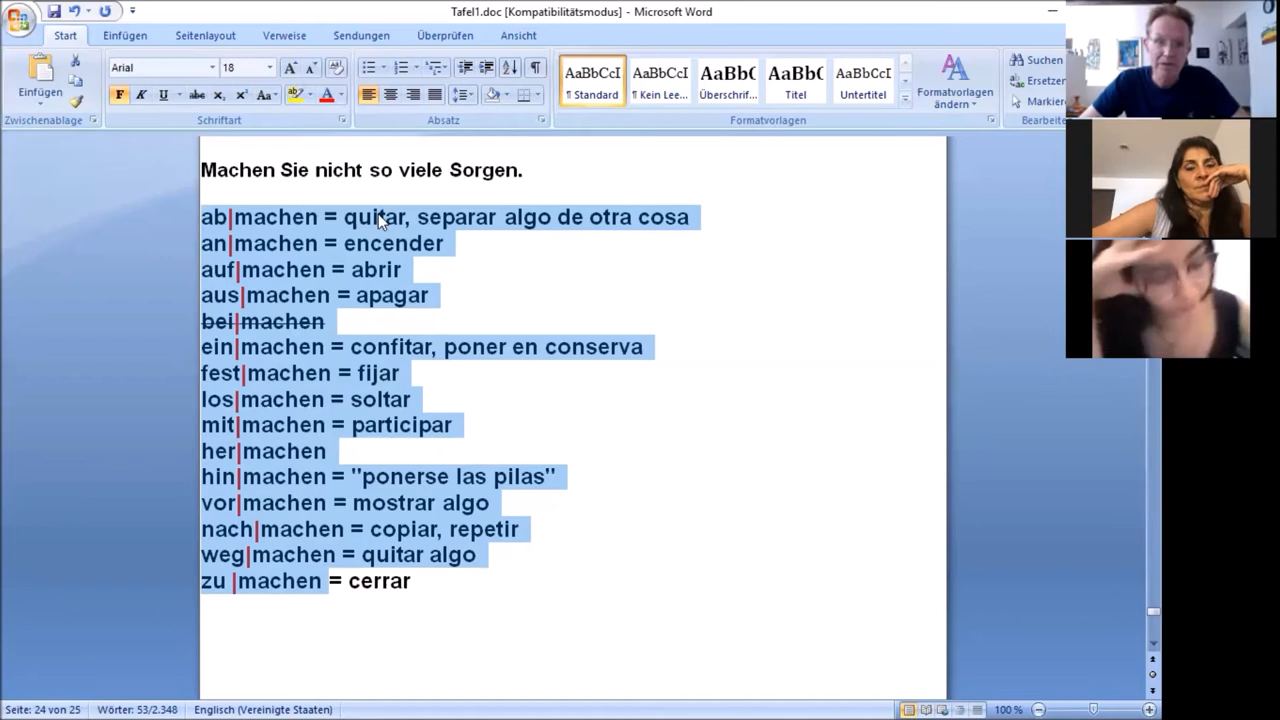 Tafel1.doc [Kompatibilitätsmodus] - Microsoft Word
Start Einfügen Seitenlayout Verweise Sendungen Überprüfen Ansicht
Arial 18
Einfügen
F K U abc x₂ x² Aa
AaBbCcI AaBbCcI AaBbC AaBbC AaBbCcI
¶ Standard ¶ Kein Lee... Überschrif... Titel Untertitel
Formatvorlagen ändern
Suchen
Ersetzen
Markieren
Zwischenablage Schriftart Absatz Formatvorlagen Bearbeite
Machen Sie nicht so viele Sorgen.
ab|machen = quitar, separar algo de otra cosa
an|machen = encender
auf|machen = abrir
aus|machen = apagar
bei|machen
ein|machen = confitar, poner en conserva
fest|machen = fijar
los|machen = soltar
mit|machen = participar
her|machen
hin|machen = "ponerse las pilas"
vor|machen = mostrar algo
nach|machen = copiar, repetir
weg|machen = quitar algo
zu |machen = cerrar
Seite: 24 von 25 Wörter: 53/2.348 Englisch (Vereinigte Staaten) 100 %